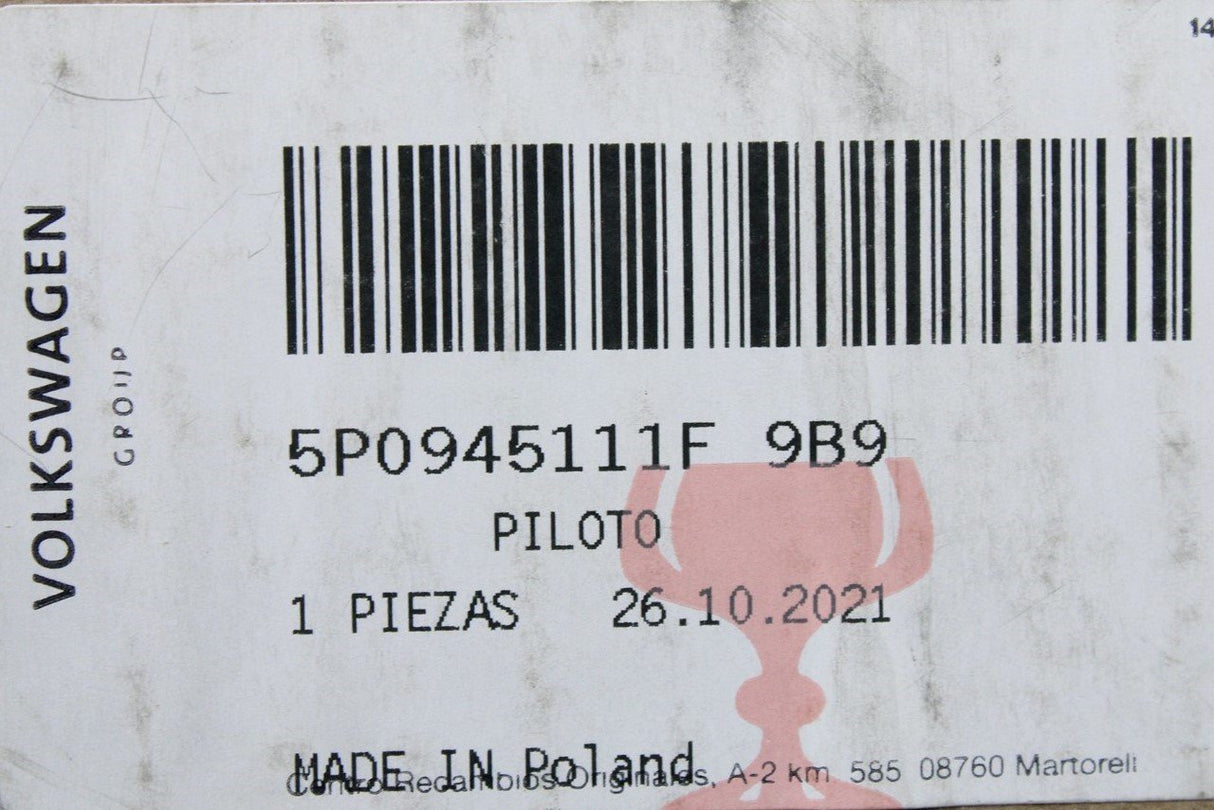 14
VOLKSWAGEN
GROUP
5P0945111F 9B9
PILOTO
1 PIEZAS 26.10.2021
MADE IN Poland
Centro Recambios Originales, A-2 km 585 08760 Martorell